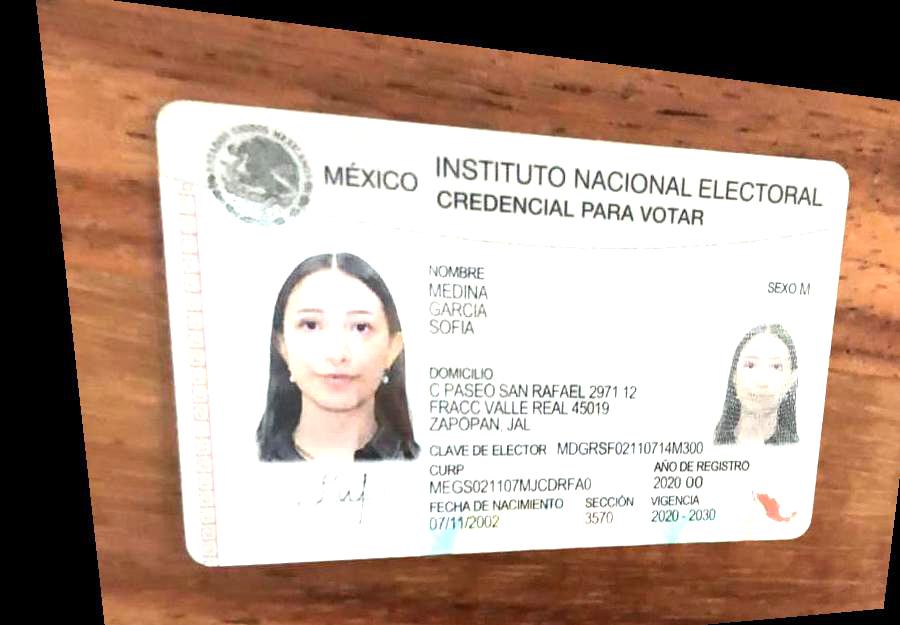 MÉXICO INSTITUTO NACIONAL ELECTORAL
CREDENCIAL PARA VOTAR
NOMBRE
MEDINA
GARCIA
SOFIA
SEXO M
DOMICILIO
C PASEO SAN RAFAEL 2971 12
FRACC VALLE REAL 45019
ZAPOPAN, JAL
CLAVE DE ELECTOR MDGRSF02110714M300
CURP
MEGS021107MJCDRFA0
AÑO DE REGISTRO
2020 00
FECHA DE NACIMIENTO
07/11/2002
SECCIÓN
3570
VIGENCIA
2020 - 2030